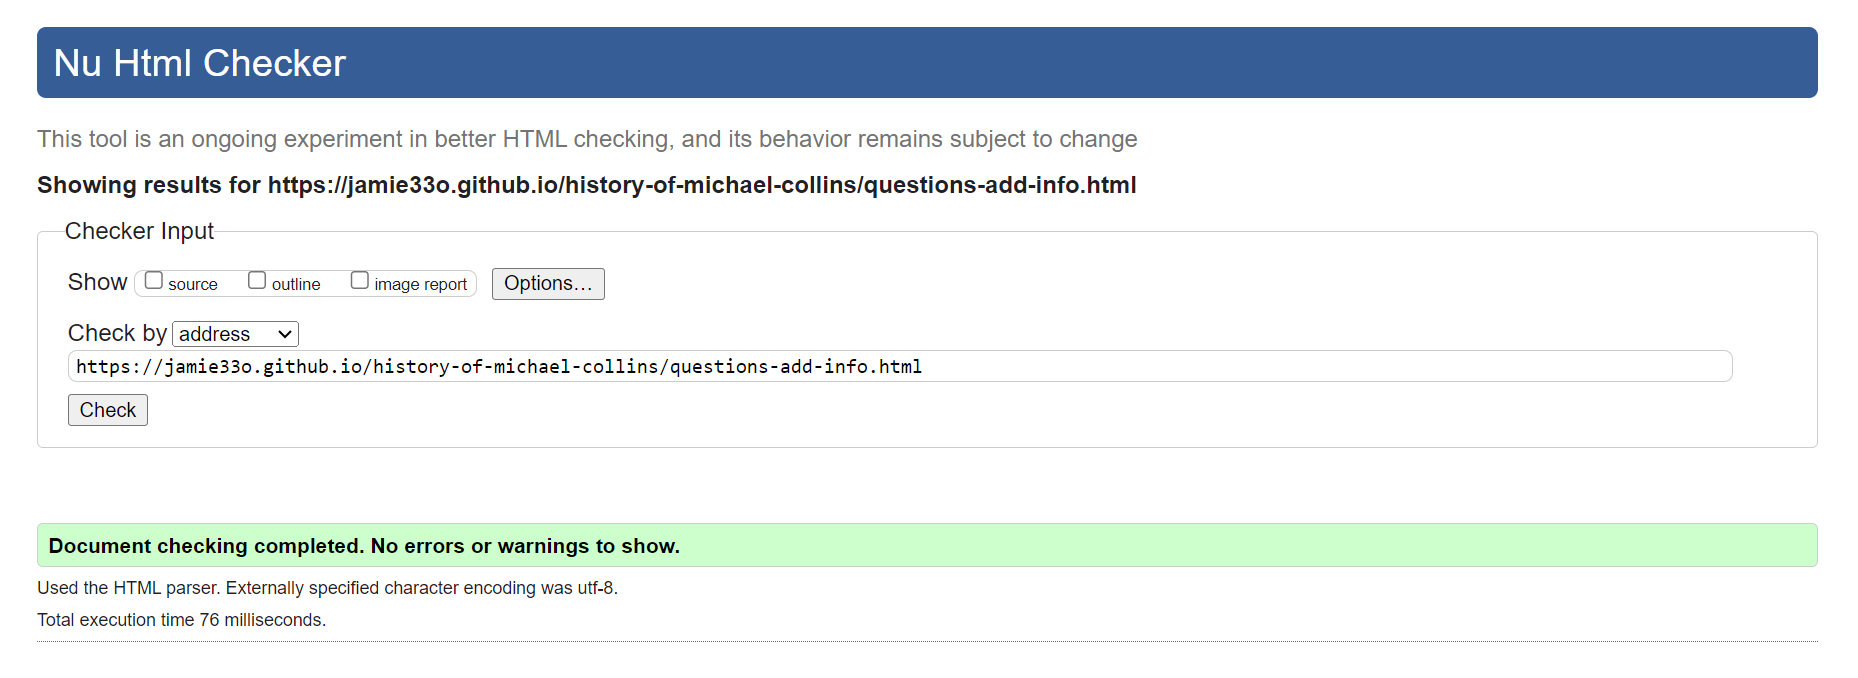 Nu Html Checker
This tool is an ongoing experiment in better HTML checking, and its behavior remains subject to change
Showing results for https://jamie33o.github.io/history-of-michael-collins/questions-add-info.html
Checker Input
Show source outline image report Options...
Check by address
https://jamie33o.github.io/history-of-michael-collins/questions-add-info.html
Check
Document checking completed. No errors or warnings to show.
Used the HTML parser. Externally specified character encoding was utf-8.
Total execution time 76 milliseconds.